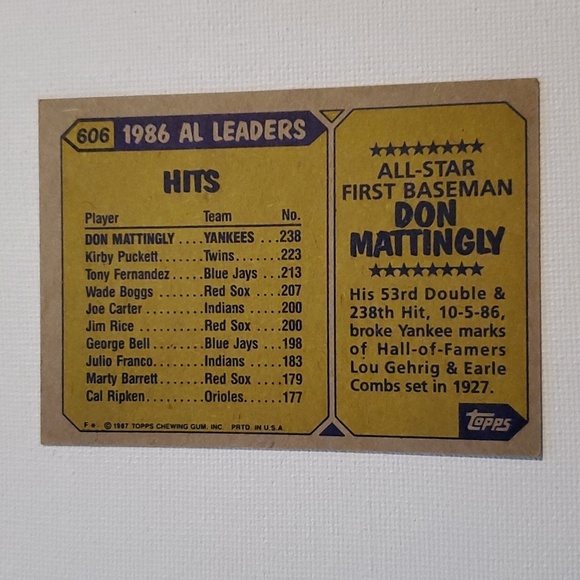 606 1986 AL LEADERS
HITS
Player Team No.
DON MATTINGLY....YANKEES...238
Kirby Puckett.....Twins.......223
Tony Fernandez....Blue Jays ...213
Wade Boggs .....Red Sox ....207
Joe Carter........Indians ....200
Jim Rice .........Red Sox ....200
George Bell......Blue Jays ...198
Julio Franco......Indians .....183
Marty Barrett.....Red Sox ....179
Cal Ripken.......Orioles.....177
F* © 1987 TOPPS CHEWING GUM, INC. PRTD. IN U.S.A.
ALL-STAR
FIRST BASEMAN
DON
MATTINGLY
His 53rd Double &
238th Hit, 10-5-86,
broke Yankee marks
of Hall-of-Famers
Lou Gehrig & Earle
Combs set in 1927.
topps